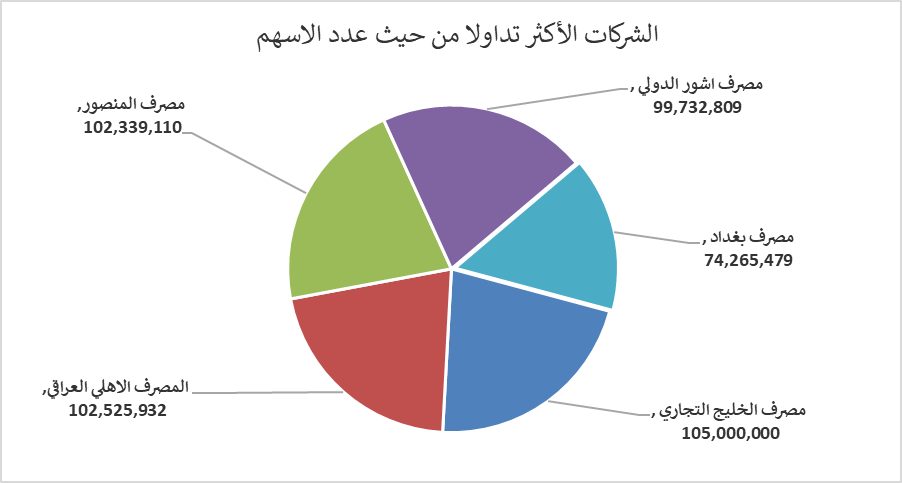 الشركات الأكثر تداولا من حيث عدد الاسهم
مصرف اشور الدولي ,
99,732,809
مصرف المنصور,
102,339,110
مصرف بغداد ,
74,265,479
المصرف الاهلي العراقي,
102,525,932
مصرف الخليج التجاري ,
105,000,000